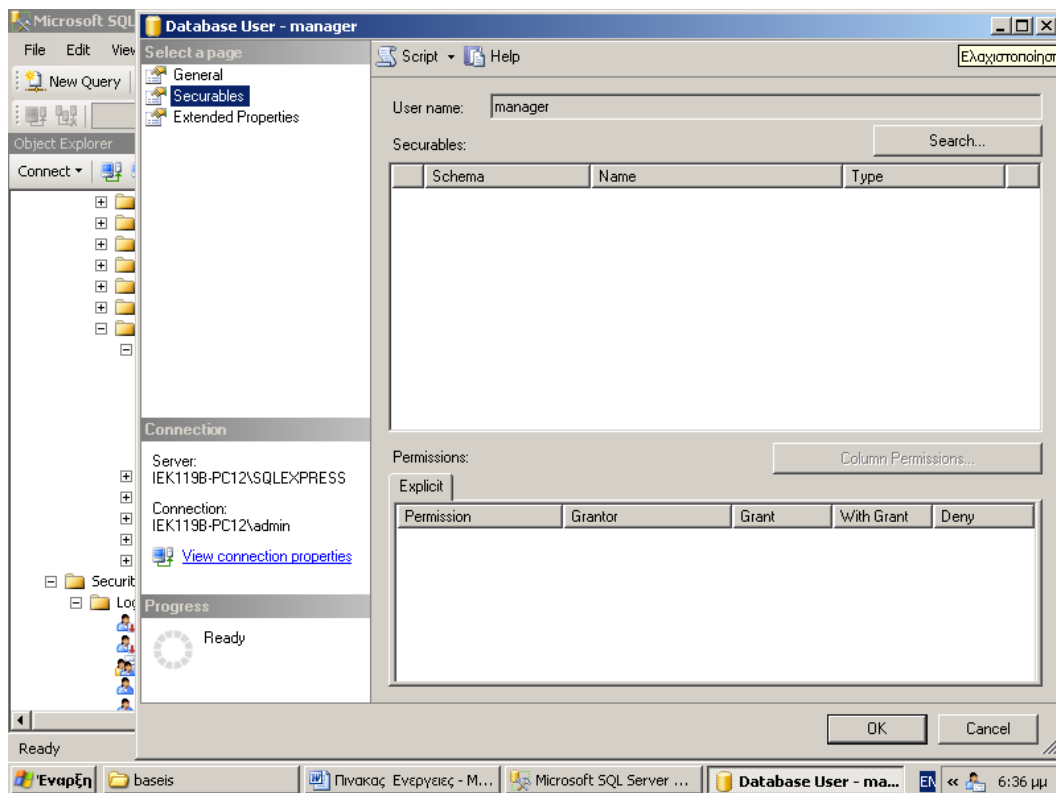 Microsoft SQL
Database User - manager
File Edit View
Select a page
Script Help
Ελαχιστοποίηση
New Query
General
Securables
Extended Properties
User name: manager
Object Explorer
Securables:
Search...
Connect
Schema Name Type
Connection
Server:
IEK119B-PC12\SQLEXPRESS
Connection:
IEK119B-PC12\admin
View connection properties
Permissions:
Column Permissions...
Explicit
Permission Grantor Grant With Grant Deny
Securit
Log
Progress
Ready
OK Cancel
Ready
Έναρξη baseis Πινακας Ενεργειες - M... Microsoft SQL Server ... Database User - ma... EN « 6:36 μμ